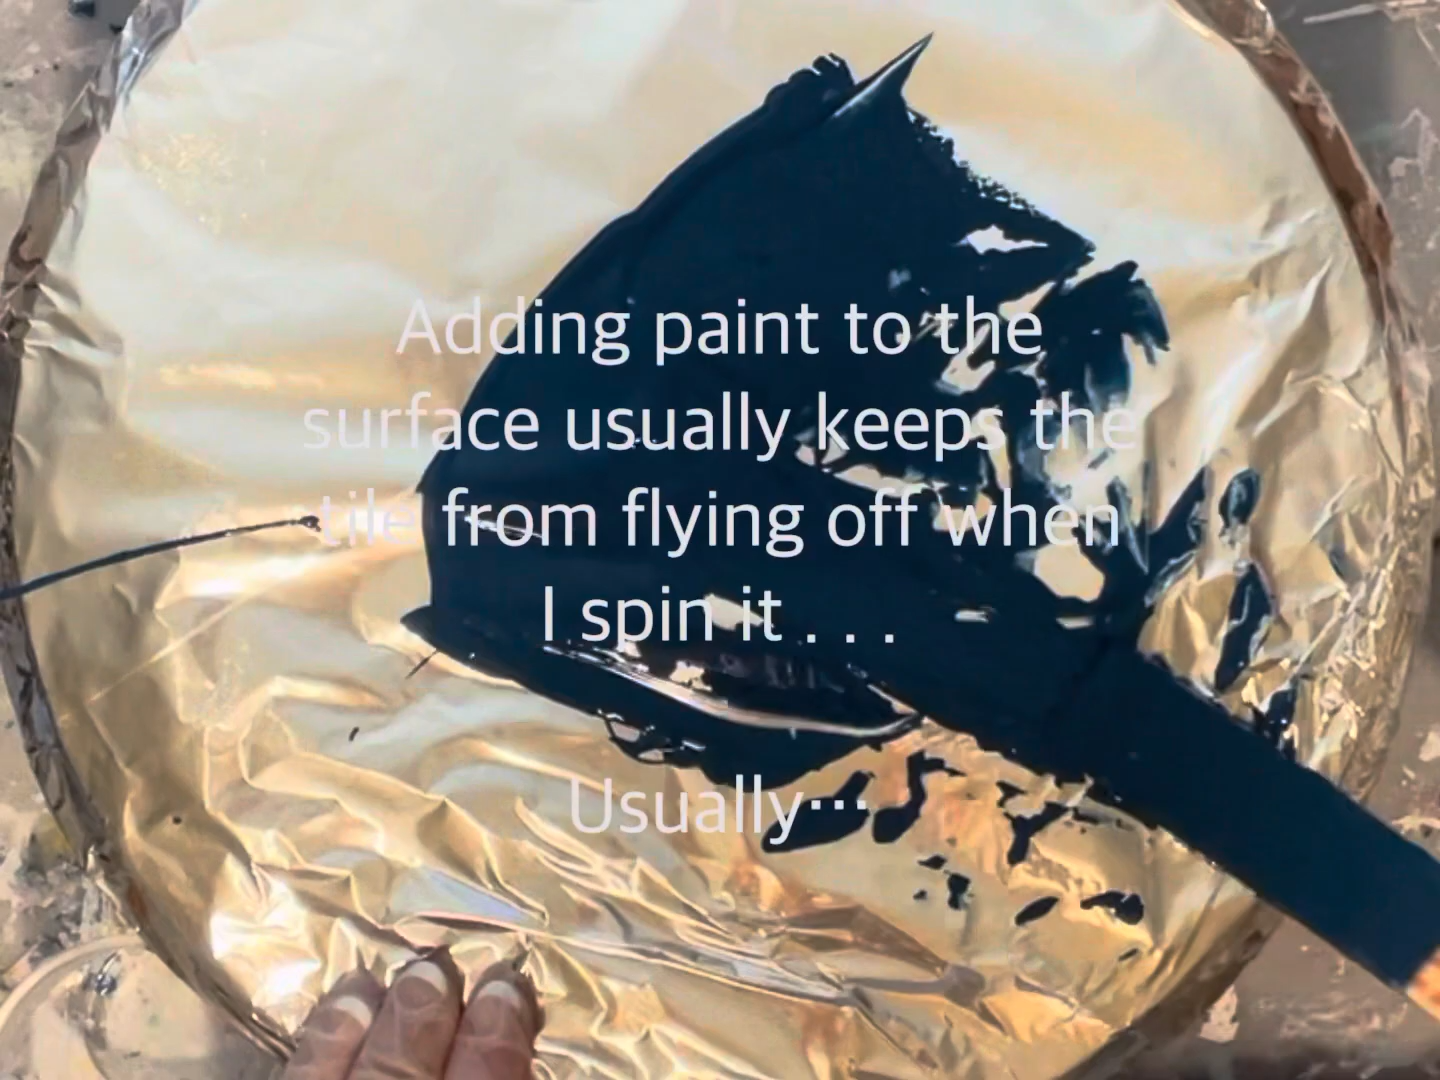 Adding paint to the
surface usually keeps the
tile from flying off when
I spin it . . .
Usually...